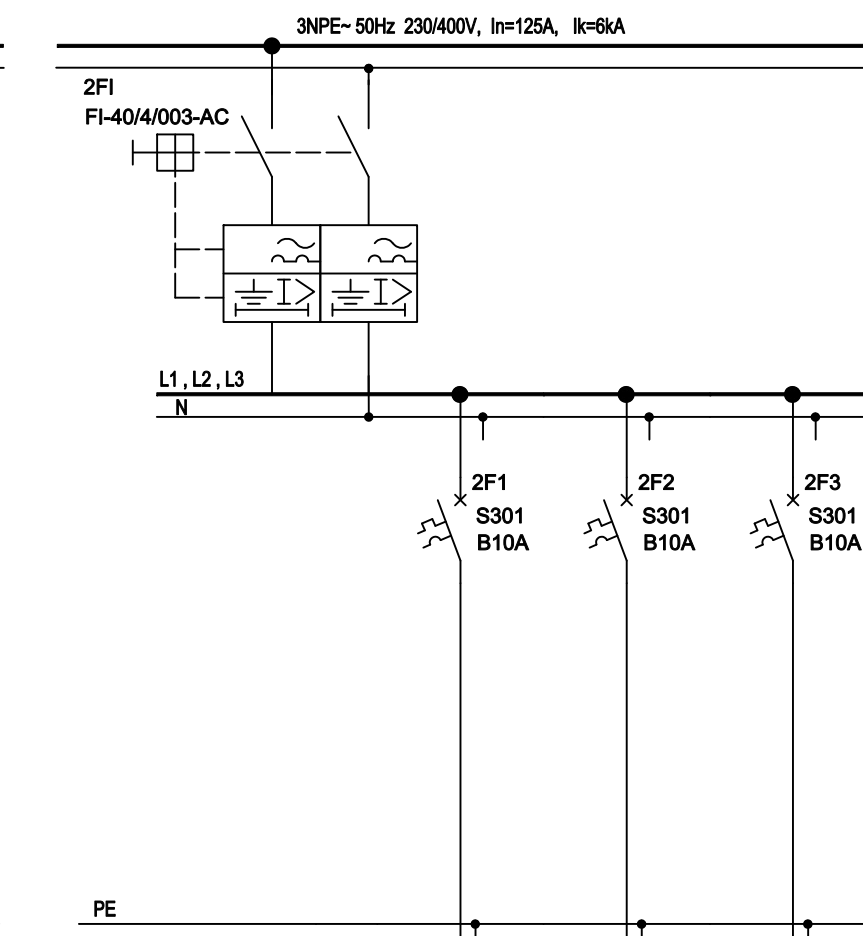 3NPE~ 50Hz 230/400V, In=125A, Ik=6kA
2FI
FI-40/4/003-AC
L1 , L2 , L3
N
2F1
S301
B10A
2F2
S301
B10A
2F3
S301
B10A
PE